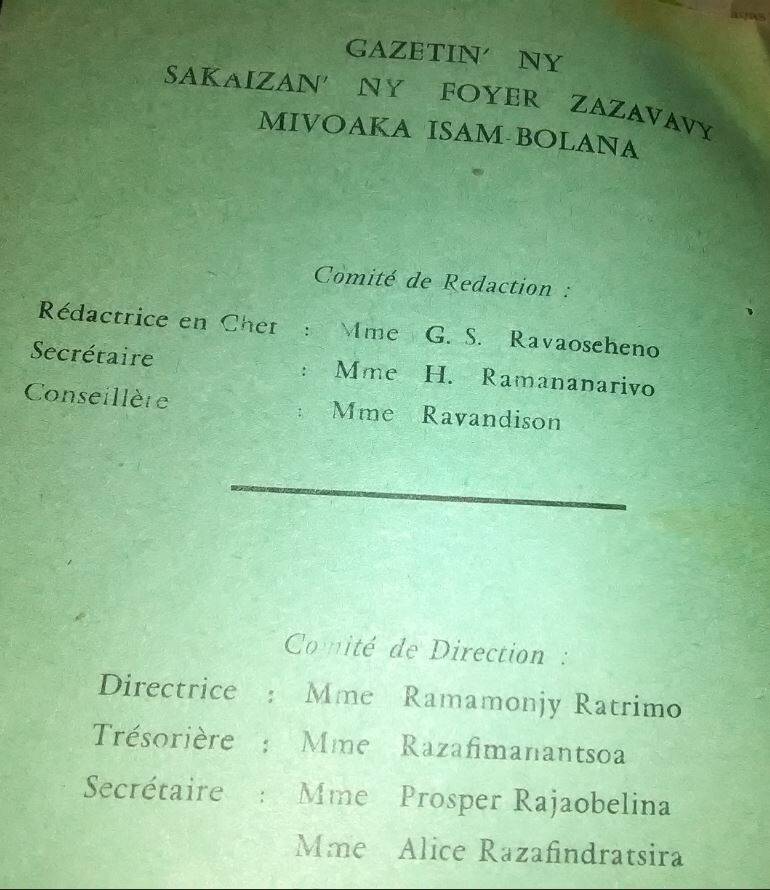 GAZETIN' NY
SAKAIZAN' NY FOYER ZAZAVAVY
MIVOAKA ISAM-BOLANA
Comité de Redaction :
Rédactrice en Chef : Mme G. S. Ravaoseheno
Secrétaire : Mme H. Ramananarivo
Conseillère : Mme Ravandison
Comité de Direction :
Directrice : Mme Ramamonjy Ratrimo
Trésorière : Mme Razafimanantsoa
Secrétaire : Mme Prosper Rajaobelina
Mme Alice Razafindratsira